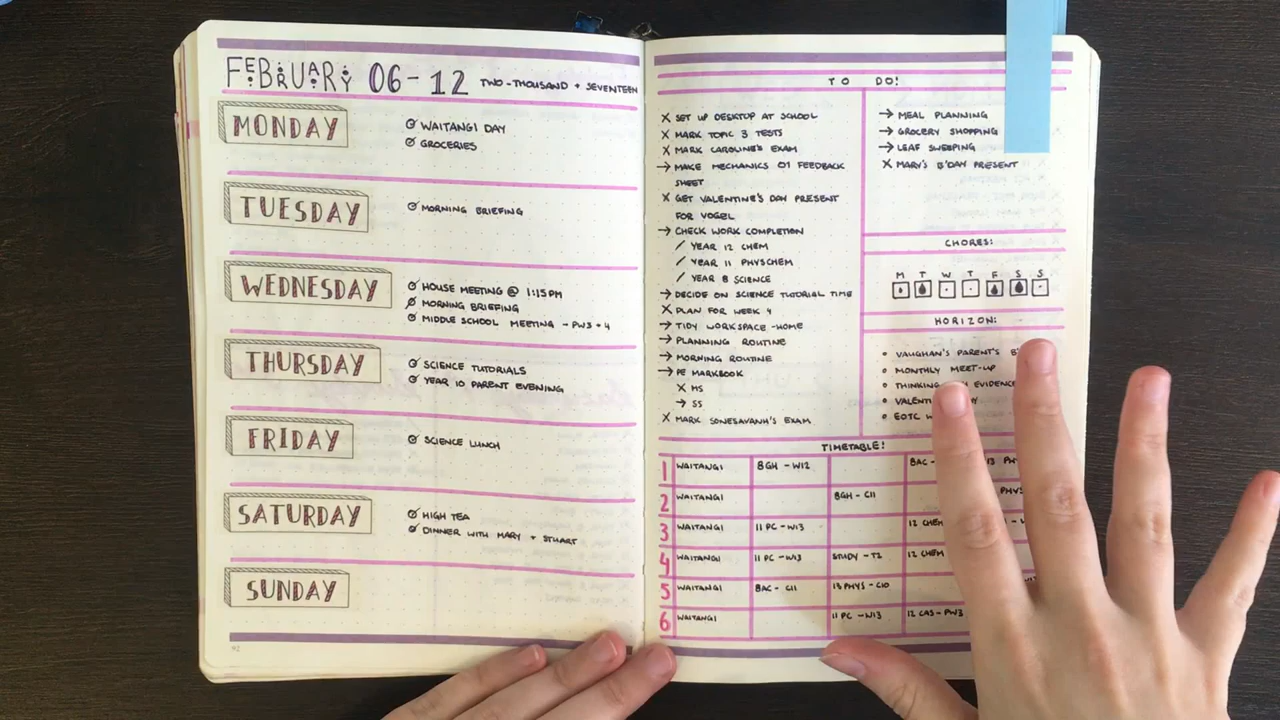 FEBRUARY 06-12 TWO-THOUSAND + SEVENTEEN
MONDAY
WAITANGI DAY
GROCERIES
TUESDAY
MORNING BRIEFING
WEDNESDAY
HOUSE MEETING @ 1:15PM
MORNING BRIEFING
MIDDLE SCHOOL MEETING - PW3+4
THURSDAY
SCIENCE TUTORIALS
YEAR 10 PARENT EVENING
FRIDAY
SCIENCE LUNCH
SATURDAY
HIGH TEA
DINNER WITH MARY + STUART
SUNDAY
92
TO DO!
X SET UP DESKTOP AT SCHOOL
X MARK TOPIC 3 TESTS
X MARK CAROLINE'S EXAM
→ MAKE MECHANICS 01 FEEDBACK
SHEET
X GET VALENTINE'S DAY PRESENT
FOR VOGEL
→ CHECK WORK COMPLETION
/ YEAR 12 CHEM
/ YEAR 11 PHYSCHEM
/ YEAR 8 SCIENCE
→ DECIDE ON SCIENCE TUTORIAL TIME
X PLAN FOR WEEK 4
→ TIDY WORKSPACE -HOME
→ PLANNING ROUTINE
→ MORNING ROUTINE
→ PE MARKBOOK
X MS
→ SS
X MARK SONESAVANH'S EXAM
→ MEAL PLANNING
→ GROCERY SHOPPING
→ LEAF SWEEPING
X MARY'S B'DAY PRESENT
CHORES:
M T W T F S S
HORIZON:
• VAUGHAN'S PARENT'S
• MONTHLY MEET-UP
• THINKING EVIDENCE
•
• EOTC
TIMETABLE!
1 WAITANGI 8GH - W12 8AC-
2 WAITANGI 8GH - C11
3 WAITANGI 11 PC - W13 12 CHEM
4 WAITANGI 11 PC - W13 STUDY - T2 12 CHEM
5 WAITANGI 8AC - C11 13 PHYS - C10
6 WAITANGI 11 PC - W13 12 CAS - PW3